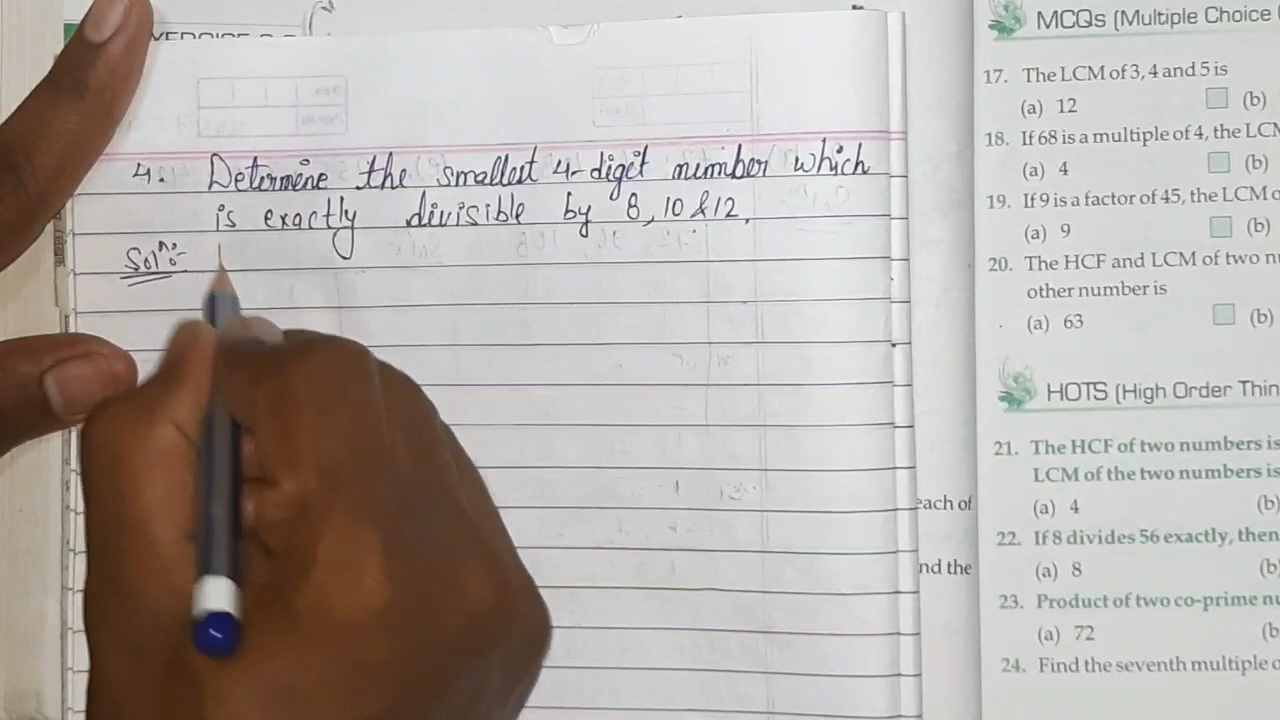 4. Determine the smallest 4-digit number which
is exactly divisible by 8, 10 & 12.
Solⁿ:-
MCQs (Multiple Choice
17. The LCM of 3, 4 and 5 is
(a) 12 (b)
18. If 68 is a multiple of 4, the LCM
(a) 4 (b)
19. If 9 is a factor of 45, the LCM o
(a) 9 (b)
20. The HCF and LCM of two nu
other number is
(a) 63 (b)
HOTS (High Order Thin
21. The HCF of two numbers is
LCM of the two numbers is
each of
(a) 4 (b)
22. If 8 divides 56 exactly, then
nd the
(a) 8 (b)
23. Product of two co-prime nu
(a) 72 (b
24. Find the seventh multiple o